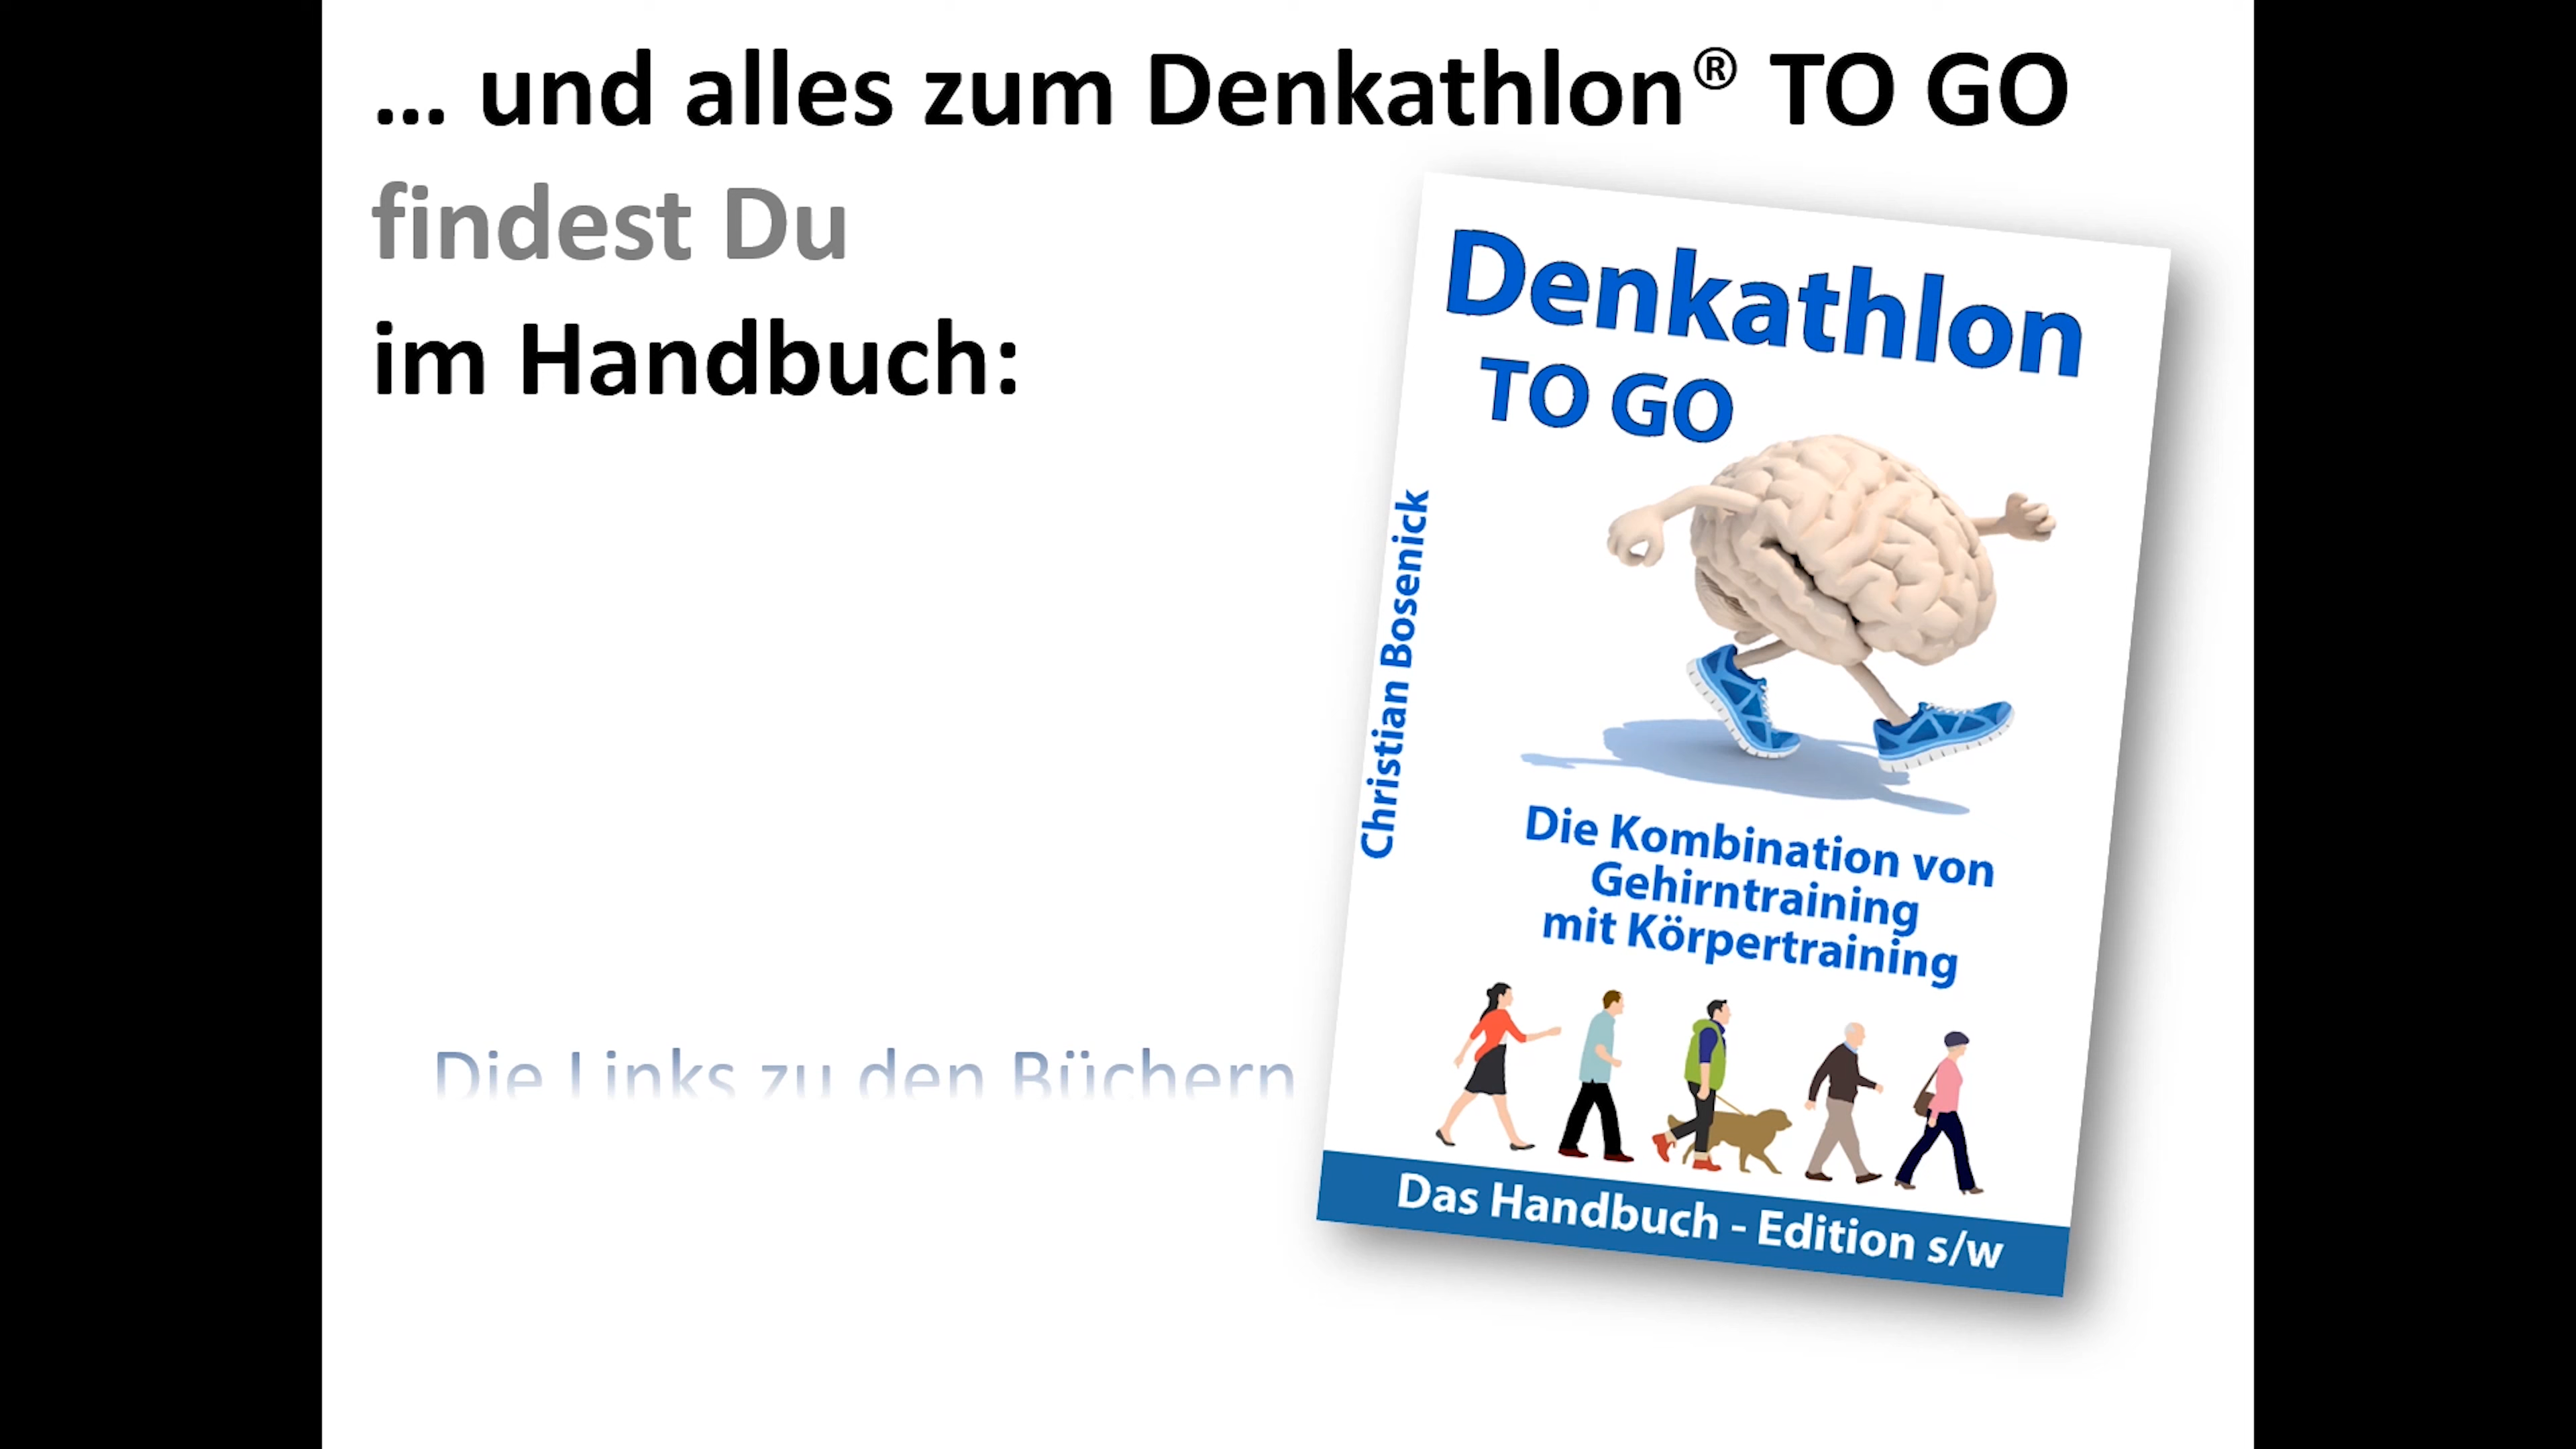 ... und alles zum Denkathlon® TO GO
findest Du
im Handbuch:
Denkathlon
TO GO
Christian Bosenick
Die Kombination von
Gehirntraining
mit Körpertraining
Die Links zu den Büchern
Das Handbuch - Edition s/w